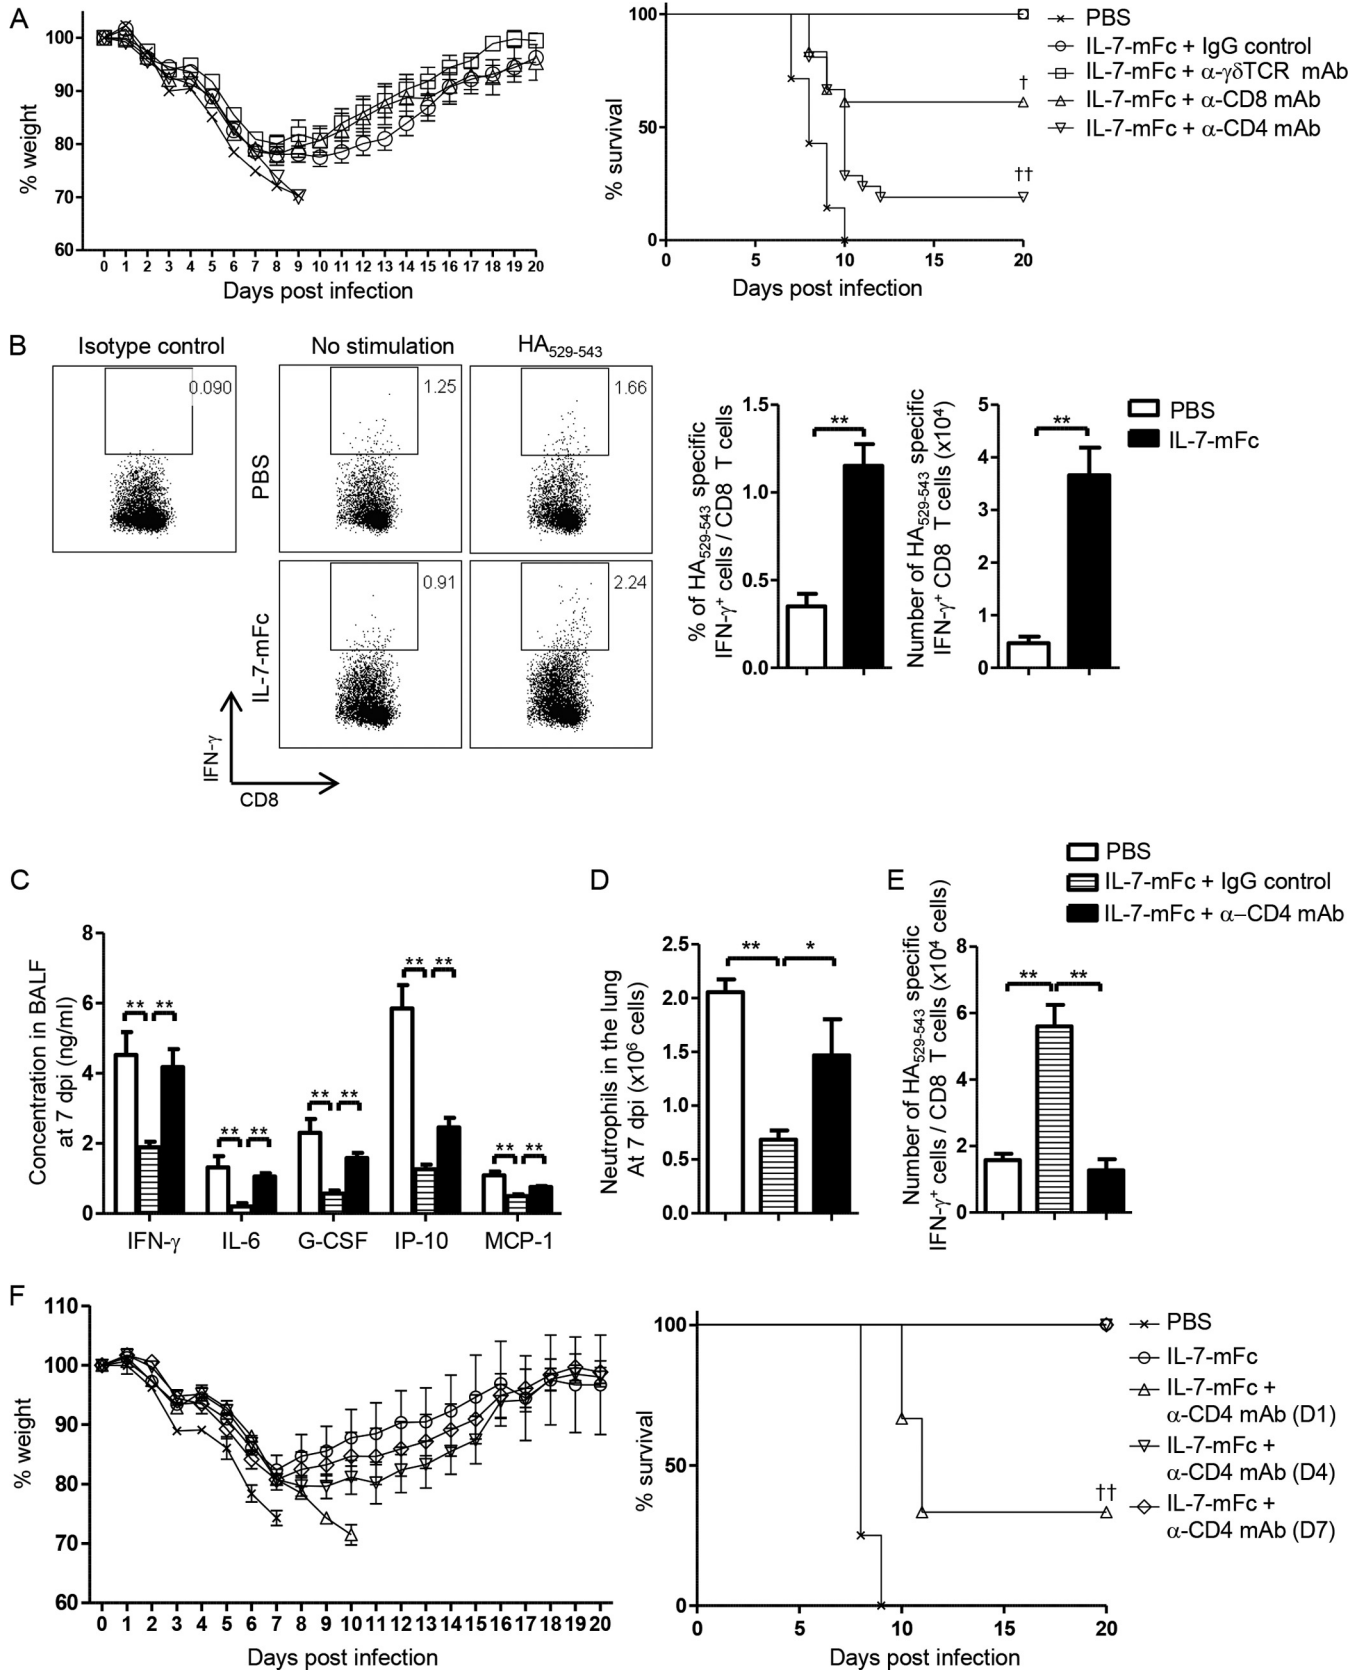 A
% weight
100
90
80
70
60
0 1 2 3 4 5 6 7 8 9 10 11 12 13 14 15 16 17 18 19 20
Days post infection
% survival
100
50
0
0 5 10 15 20
Days post infection
†
††
PBS
IL-7-mFc + IgG control
IL-7-mFc + α-γδTCR mAb
IL-7-mFc + α-CD8 mAb
IL-7-mFc + α-CD4 mAb
B
Isotype control
No stimulation
HA529-543
0.090
1.25
1.66
PBS
0.91
2.24
IL-7-mFc
IFN-γ
CD8
% of HA529-543 specific
IFN-γ+ cells / CD8 T cells
1.5
1.0
0.5
0.0
**
Number of HA529-543 specific
IFN-γ+ CD8 T cells (x10⁴)
5
4
3
2
1
0
**
PBS
IL-7-mFc
PBS
IL-7-mFc + IgG control
IL-7-mFc + α–CD4 mAb
C
Concentration in BALF
at 7 dpi (ng/ml)
8
6
4
2
0
** **
** **
** **
** **
** **
IFN-γ IL-6 G-CSF IP-10 MCP-1
D
Neutrophils in the lung
At 7 dpi (x10⁶ cells)
2.5
2.0
1.5
1.0
0.5
0.0
** *
E
Number of HA529-543 specific
IFN-γ+ cells / CD8 T cells (x10⁴ cells)
8
6
4
2
0
** **
F
% weight
110
100
90
80
70
60
0 1 2 3 4 5 6 7 8 9 10 11 12 13 14 15 16 17 18 19 20
Days post infection
% survival
100
50
0
0 5 10 15 20
Days post infection
††
PBS
IL-7-mFc
IL-7-mFc +
α-CD4 mAb (D1)
IL-7-mFc +
α-CD4 mAb (D4)
IL-7-mFc +
α-CD4 mAb (D7)